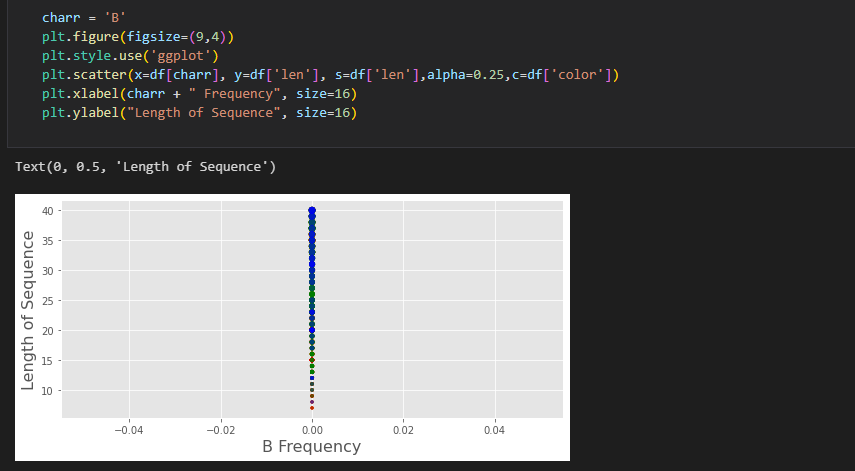 charr = 'B'
plt.figure(figsize=(9,4))
plt.style.use('ggplot')
plt.scatter(x=df[charr], y=df['len'], s=df['len'],alpha=0.25,c=df['color'])
plt.xlabel(charr + " Frequency", size=16)
plt.ylabel("Length of Sequence", size=16)
Text(0, 0.5, 'Length of Sequence')
Length of Sequence
40
35
30
25
20
15
10
−0.04 −0.02 0.00 0.02 0.04
B Frequency